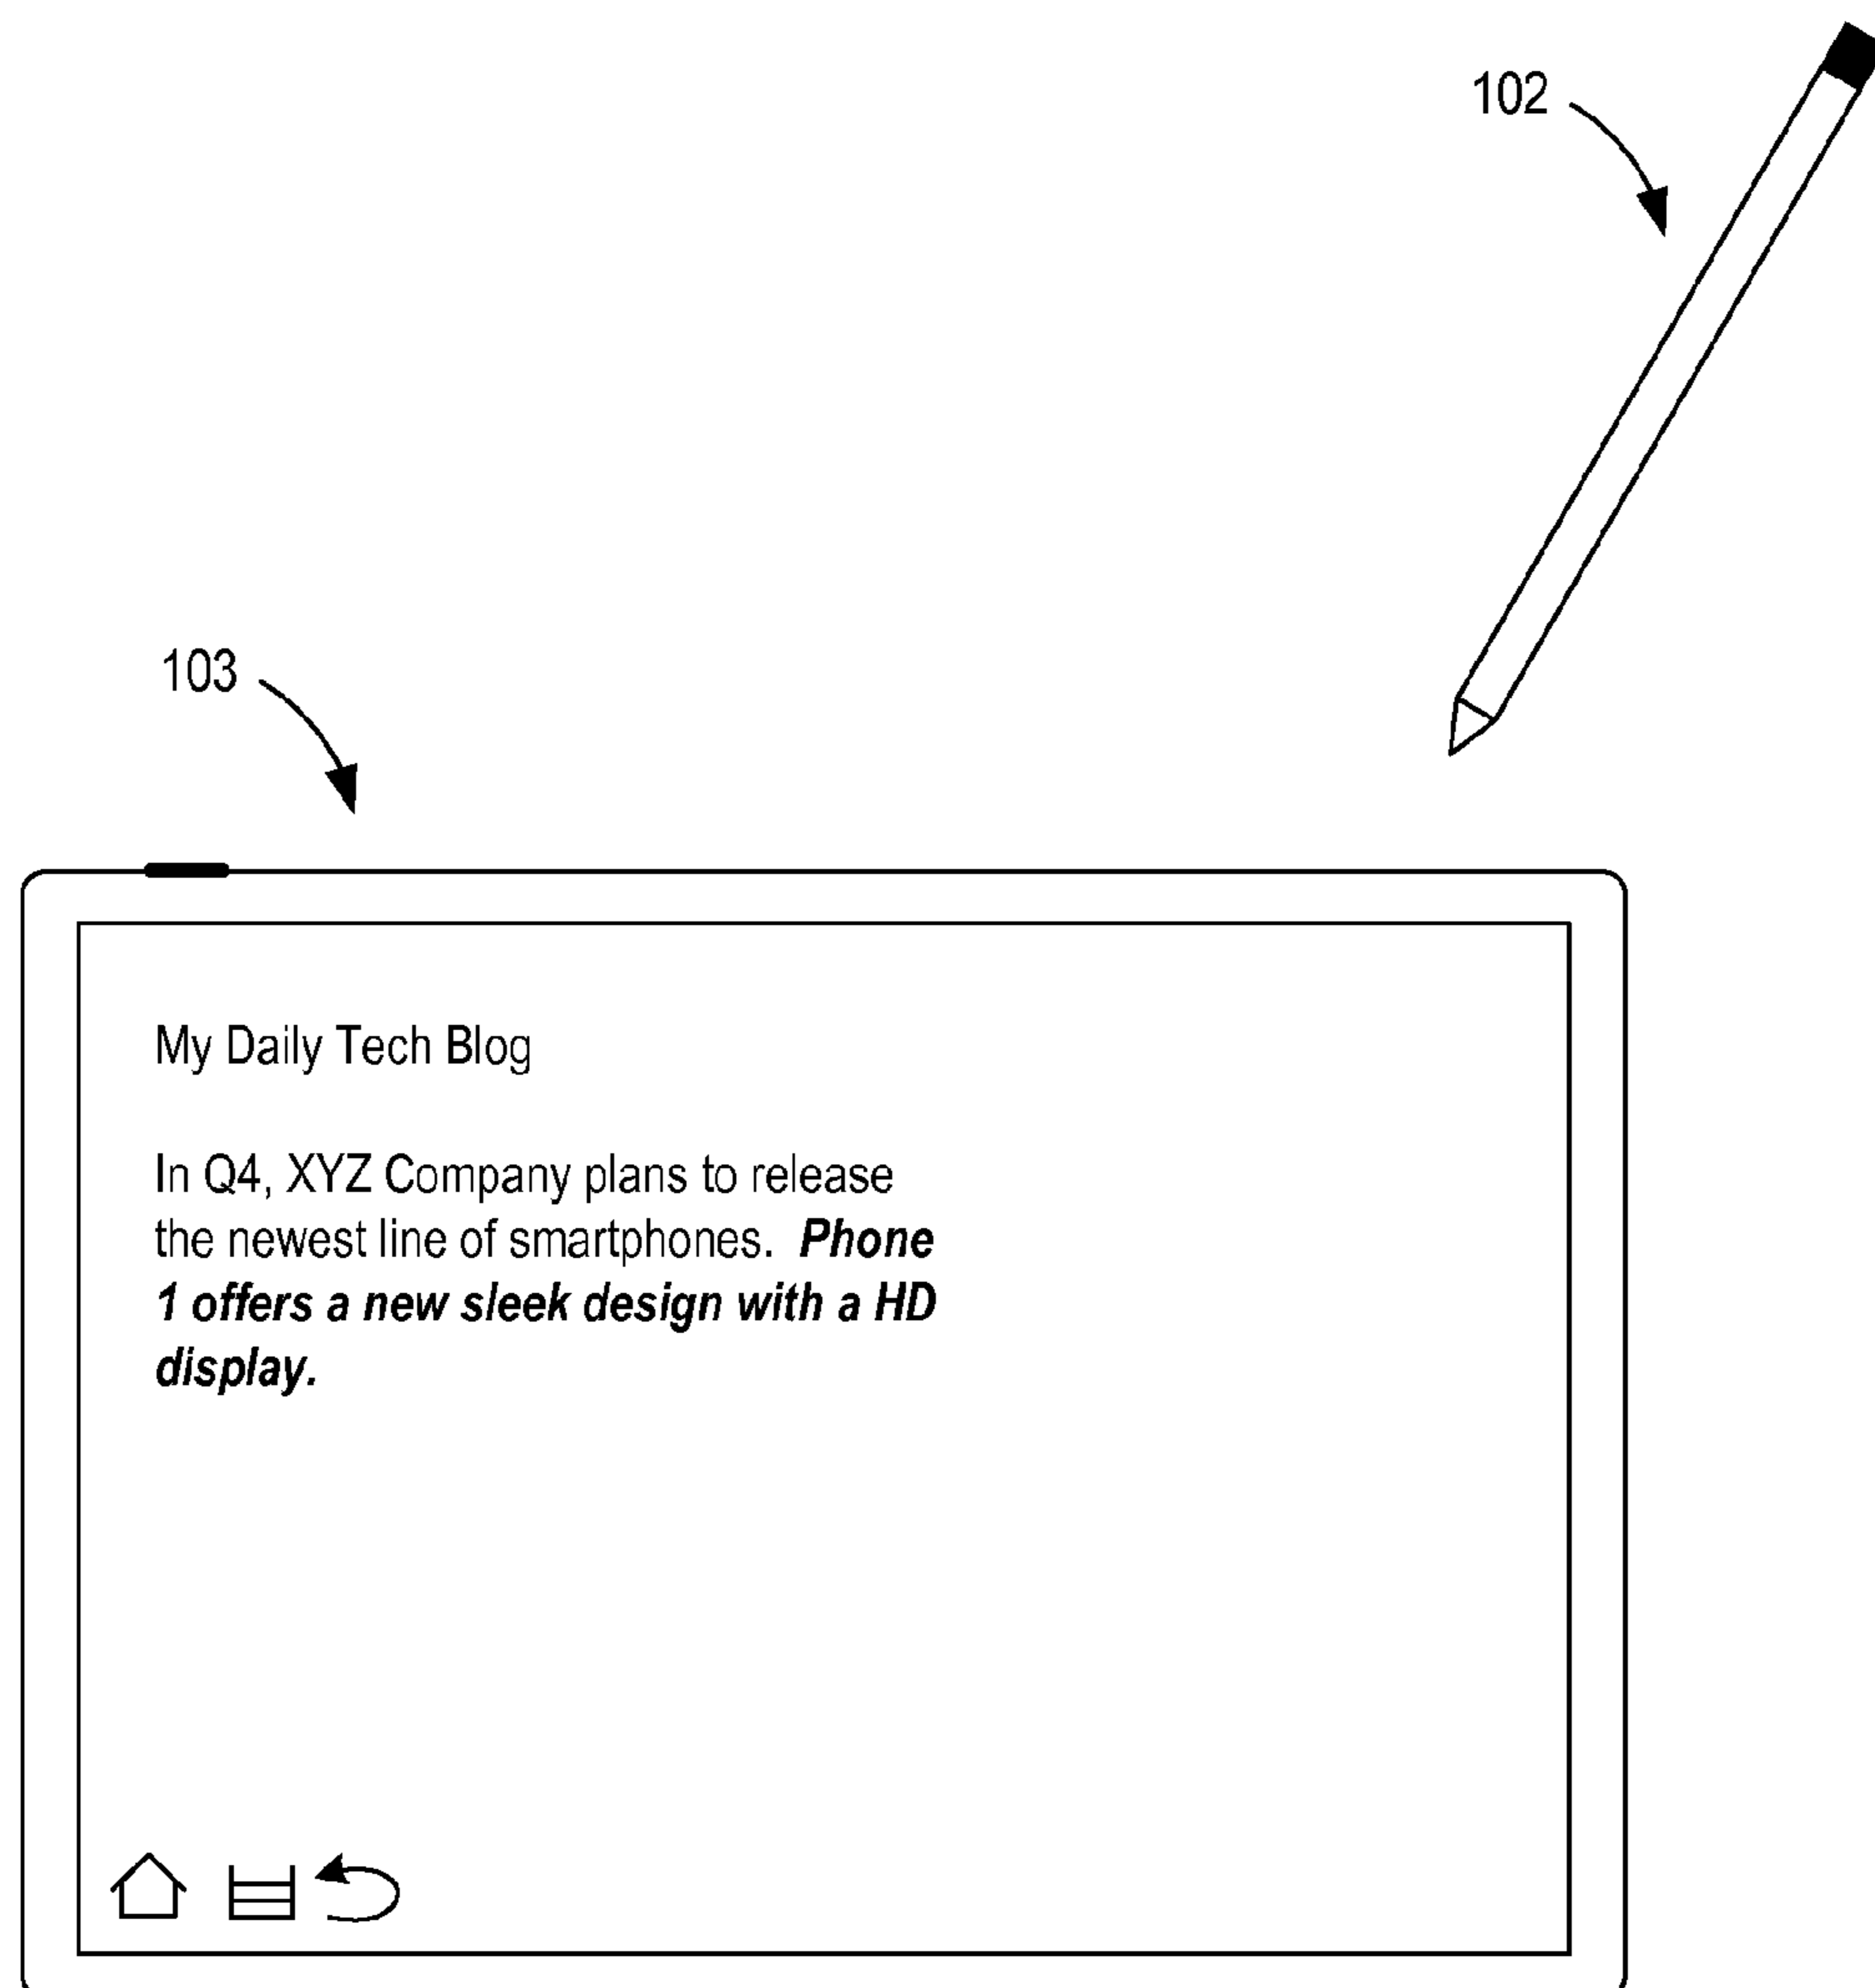 102
103
My Daily Tech Blog
In Q4, XYZ Company plans to release
the newest line of smartphones.  Phone
1 offers a new sleek design with a HD
display.